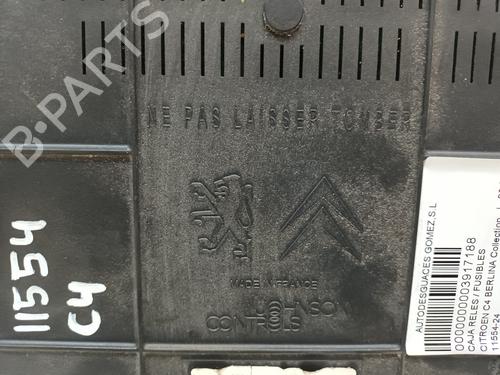 NE PAS LAISSER TOMBER
MADE IN FRANCE
JOHNSON
CONTROLS
11554
C4
AUTODESGUACES GOMEZ,S.L
0000000003917188
CAJA RELES / FUSIBLES
CITROEN C4 BERLINA Collection
11554-24
B-PARTS